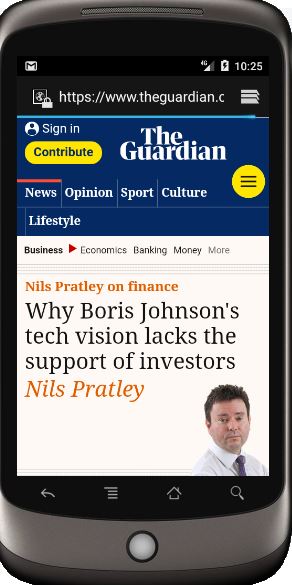 4G 10:25
https://www.theguardian.c
Sign in
Contribute
The
Guardian
News Opinion Sport Culture
Lifestyle
Business Economics Banking Money More
Nils Pratley on finance
Why Boris Johnson's
tech vision lacks the
support of investors
Nils Pratley